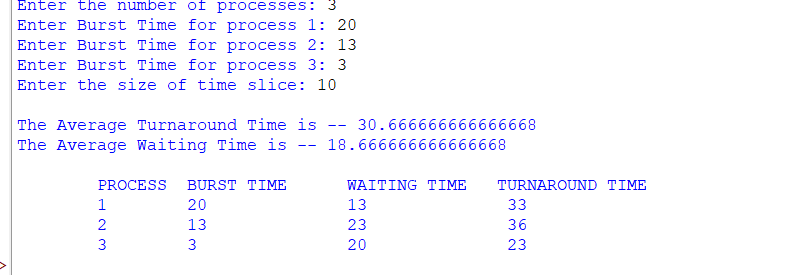 Enter the number of processes: 3
Enter Burst Time for process 1: 20
Enter Burst Time for process 2: 13
Enter Burst Time for process 3: 3
Enter the size of time slice: 10
The Average Turnaround Time is -- 30.666666666666668
The Average Waiting Time is -- 18.666666666666668
PROCESS BURST TIME WAITING TIME TURNAROUND TIME
1 20 13 33
2 13 23 36
3 3 20 23
>